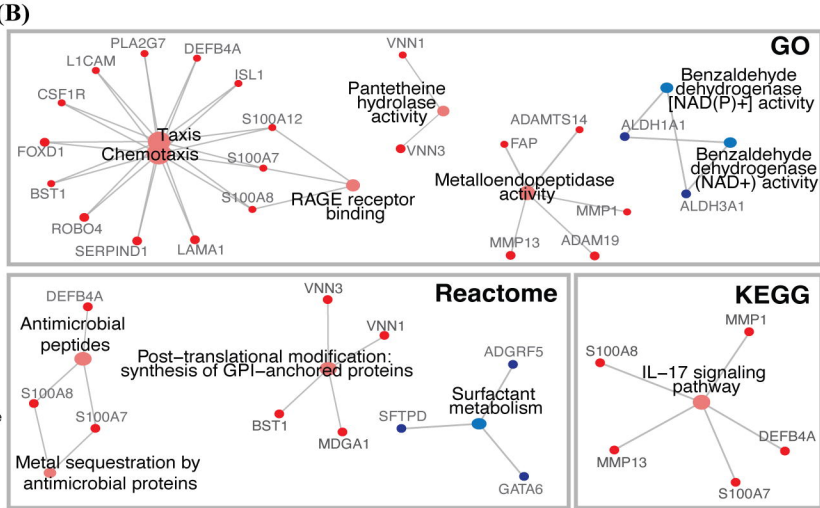 (B)
GO
PLA2G7
DEFB4A
L1CAM
ISL1
CSF1R
S100A12
FOXD1
Taxis
Chemotaxis
S100A7
BST1
S100A8
ROBO4
SERPIND1
LAMA1
RAGE receptor
binding
VNN1
Pantetheine
hydrolase
activity
VNN3
ADAMTS14
FAP
Metalloendopeptidase
activity
MMP1
MMP13
ADAM19
Benzaldehyde
dehydrogenase
[NAD(P)+] activity
ALDH1A1
Benzaldehyde
dehydrogenase
(NAD+) activity
ALDH3A1
Reactome
DEFB4A
Antimicrobial
peptides
S100A8
S100A7
Metal sequestration by
antimicrobial proteins
VNN3
VNN1
Post−translational modification:
synthesis of GPI−anchored proteins
BST1
MDGA1
ADGRF5
Surfactant
metabolism
SFTPD
GATA6
KEGG
MMP1
S100A8
IL−17 signaling
pathway
DEFB4A
MMP13
S100A7